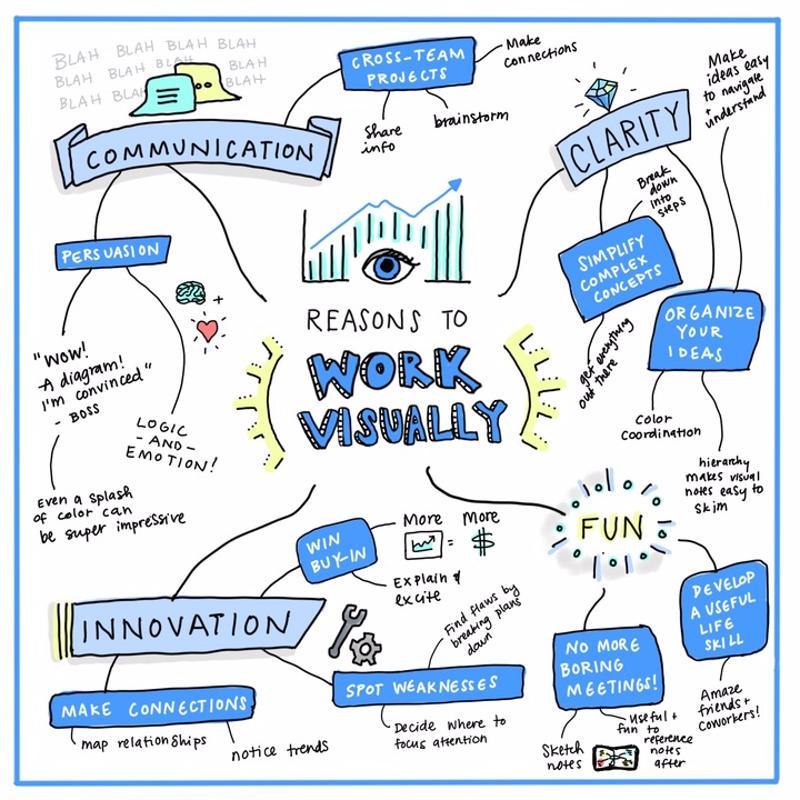 BLAH BLAH BLAH BLAH
BLAH BLAH BLAH BLAH
BLAH BLAH
COMMUNICATION
CROSS-TEAM
PROJECTS
Make
connections
Share
info
brainstorm
PERSUASION
"WOW!
A diagram!
I'm convinced"
- BOSS
LOGIC
-AND-
EMOTION!
+
Even a splash
of color can
be super impressive
REASONS TO
WORK
VISUALLY
CLARITY
Make
ideas easy
to navigate
+
understand
Break
down
into
steps
SIMPLIFY
COMPLEX
CONCEPTS
get everything
out there
ORGANIZE
YOUR
IDEAS
Color
Coordination
hierarchy
makes visual
notes easy to
skim
INNOVATION
WIN
BUY-IN
More More
= $
Explain &
excite
MAKE CONNECTIONS
map relationships
notice trends
SPOT WEAKNESSES
Find flaws by
breaking plans
down
Decide where to
focus attention
FUN
NO MORE
BORING
MEETINGS!
Sketch
notes
useful +
fun to
reference
notes
after
DEVELOP
A USEFUL
LIFE
SKILL
Amaze
friends +
coworkers!